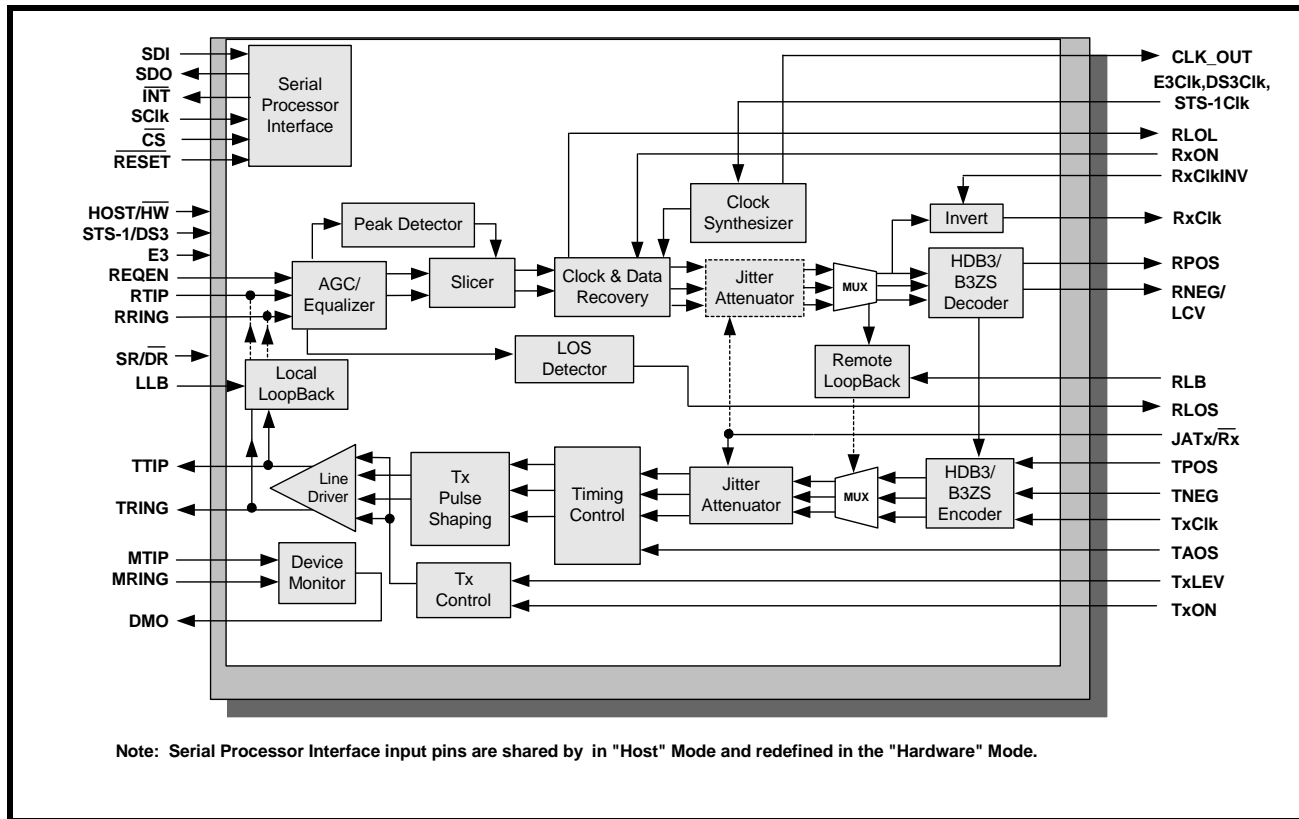 SDI
SDO
INT
SClk
CS
RESET
HOST/HW
STS-1/DS3
E3
REQEN
RTIP
RRING
SR/DR
LLB
TTIP
TRING
MTIP
MRING
DMO
Serial
Processor
Interface
Peak Detector
AGC/
Equalizer
Slicer
Clock & Data
Recovery
Clock
Synthesizer
Jitter
Attenuator
MUX
Invert
HDB3/
B3ZS
Decoder
LOS
Detector
Remote
LoopBack
Local
LoopBack
Line
Driver
Tx
Pulse
Shaping
Timing
Control
Jitter
Attenuator
MUX
HDB3/
B3ZS
Encoder
Device
Monitor
Tx
Control
CLK_OUT
E3Clk,DS3Clk,
STS-1Clk
RLOL
RxON
RxClkINV
RxClk
RPOS
RNEG/
LCV
RLB
RLOS
JATx/Rx
TPOS
TNEG
TxClk
TAOS
TxLEV
TxON
Note: Serial Processor Interface input pins are shared by in "Host" Mode and redefined in the "Hardware" Mode.